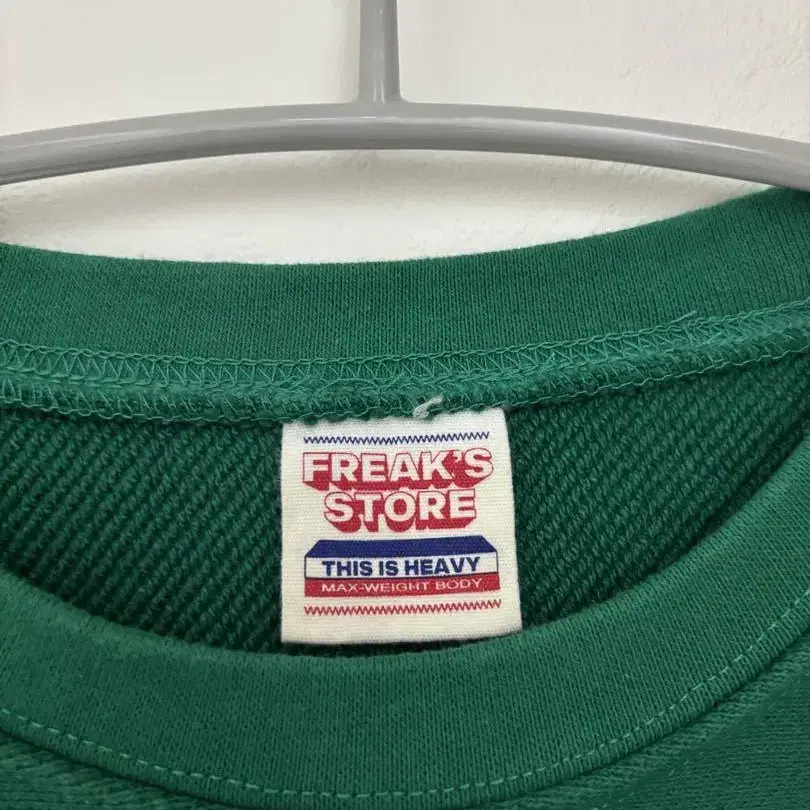 FREAK'S
STORE
THIS IS HEAVY
MAX-WEIGHT BODY